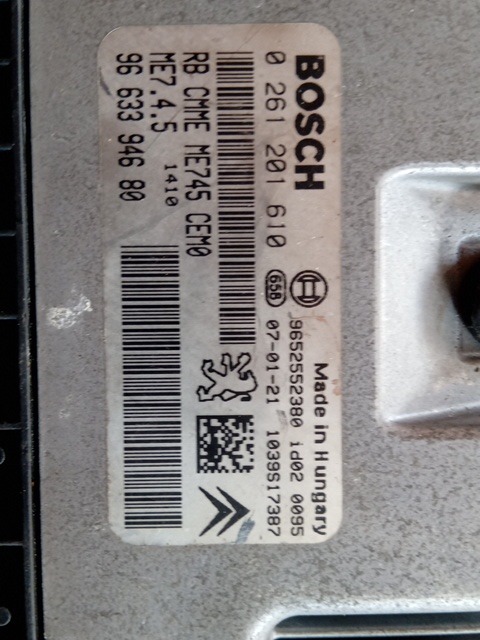 BOSCH
Made in Hungary
0 261 201 610
9652552380 id02 0095
658
07-01-21 1039S17387
RB CMME ME745 CEM0
ME7.4.5
1410
96 633 946 80